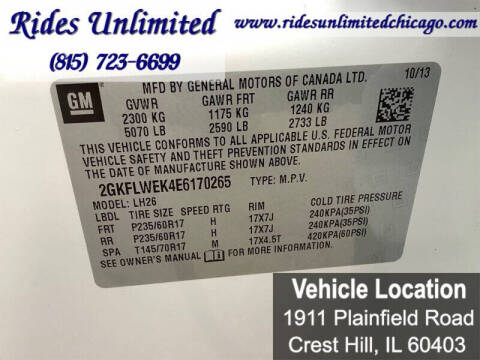 Rides Unlimited
www.ridesunlimitedchicago.com
(815) 723-6699
GM
MFD BY GENERAL MOTORS OF CANADA LTD.
10/13
GVWR GAWR FRT GAWR RR
2300 KG 1175 KG 1240 KG
5070 LB 2590 LB 2733 LB
THIS VEHICLE CONFORMS TO ALL APPLICABLE U.S. FEDERAL MOTOR
VEHICLE SAFETY AND THEFT PREVENTION STANDARDS IN EFFECT ON
THE DATE OF MANUFACTURE SHOWN ABOVE.
2GKFLWEK4E6170265 TYPE: M.P.V.
MODEL: LH26
LBDL TIRE SIZE SPEED RTG RIM COLD TIRE PRESSURE
FRT P235/60R17 H 17X7J 240KPA(35PSI)
RR P235/60R17 H 17X7J 240KPA(35PSI)
SPA T145/70R17 M 17X4.5T 420KPA(60PSI)
SEE OWNER'S MANUAL FOR ADDITIONAL INFORMATION.
Vehicle Location
1911 Plainfield Road
Crest Hill, IL 60403